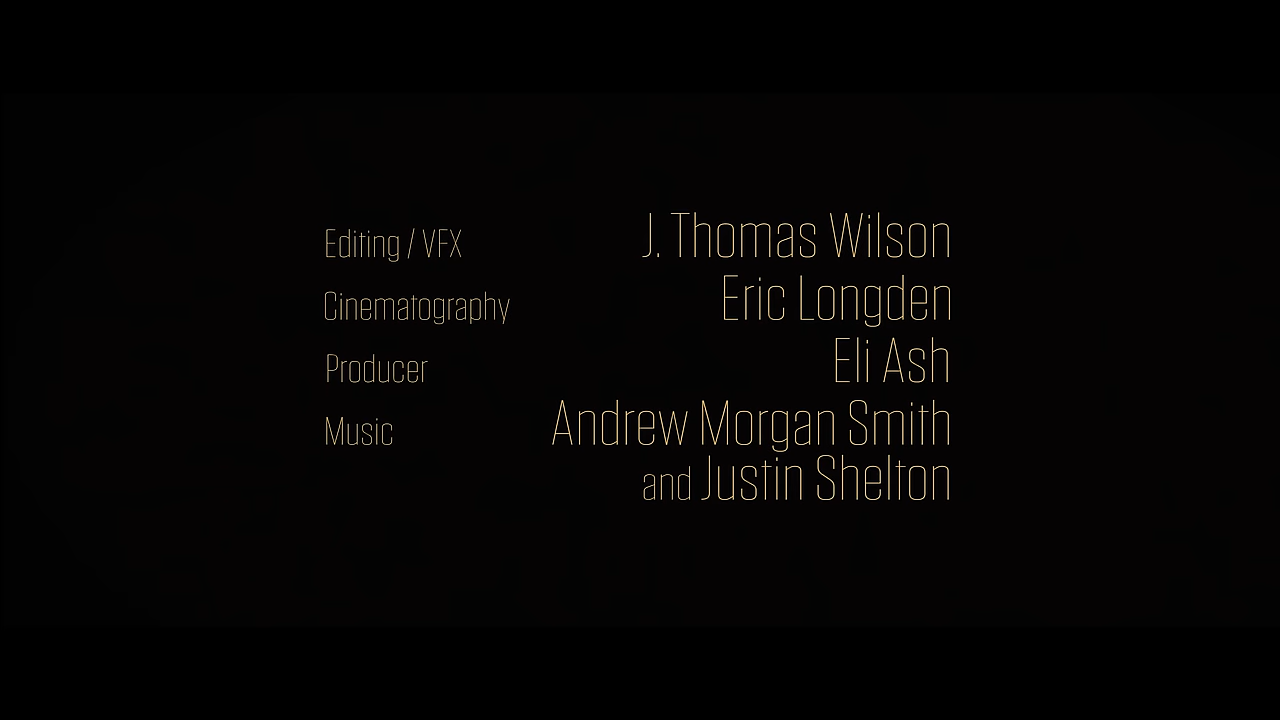 Editing / VFX J. Thomas Wilson
Cinematography Eric Longden
Producer Eli Ash
Music Andrew Morgan Smith
and Justin Shelton